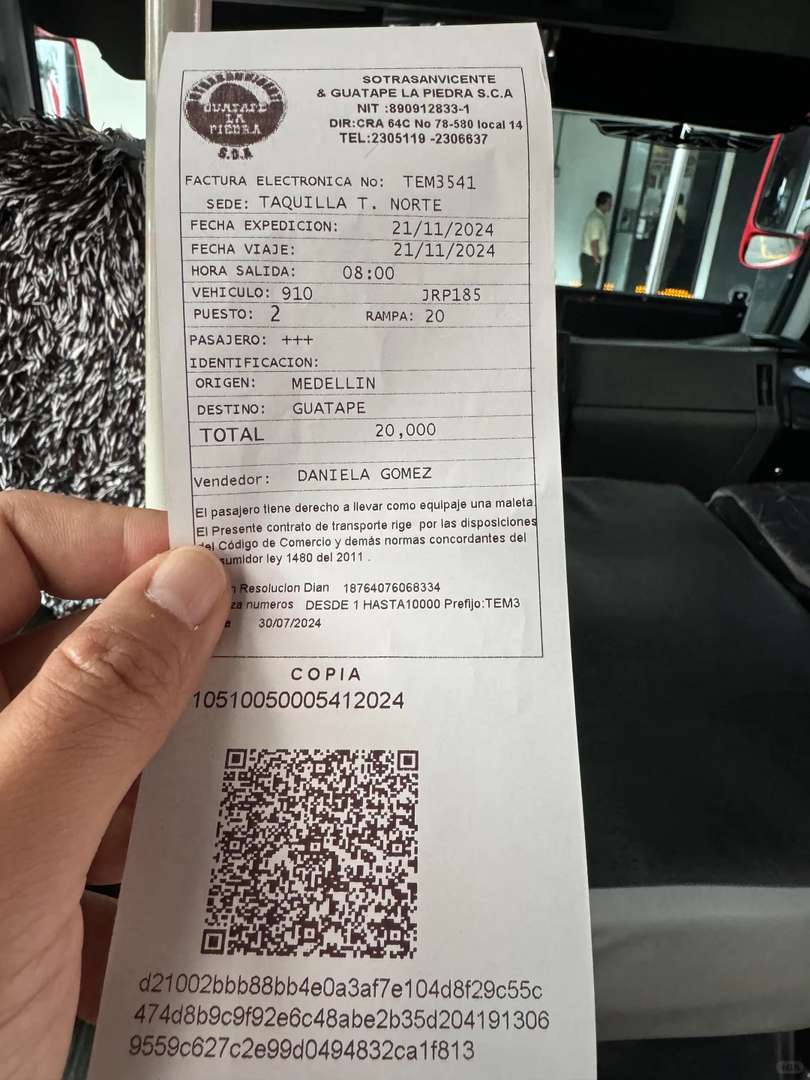 SOTRASANVICENTE
& GUATAPE LA PIEDRA S.C.A
NIT :890912833-1
DIR:CRA 64C No 78-580 local 14
TEL:2305119 -2306637
GUATAPE
LA
PIEDRA
S.C.A
FACTURA ELECTRONICA No: TEM3541
SEDE: TAQUILLA T. NORTE
FECHA EXPEDICION: 21/11/2024
FECHA VIAJE: 21/11/2024
HORA SALIDA: 08:00
VEHICULO: 910 JRP185
PUESTO: 2 RAMPA: 20
PASAJERO: +++
IDENTIFICACION:
ORIGEN: MEDELLIN
DESTINO: GUATAPE
TOTAL 20,000
Vendedor: DANIELA GOMEZ
El pasajero tiene derecho a llevar como equipaje una maleta
El Presente contrato de transporte rige por las disposiciones
del Código de Comercio y demás normas concordantes del
sumidor ley 1480 del 2011 .
n Resolucion Dian 18764076068334
za numeros DESDE 1 HASTA10000 Prefijo:TEM3
a 30/07/2024
COPIA
10510050005412024
d21002bbb88bb4e0a3af7e104d8f29c55c
474d8b9c9f92e6c48abe2b35d204191306
9559c627c2e99d0494832ca1f813